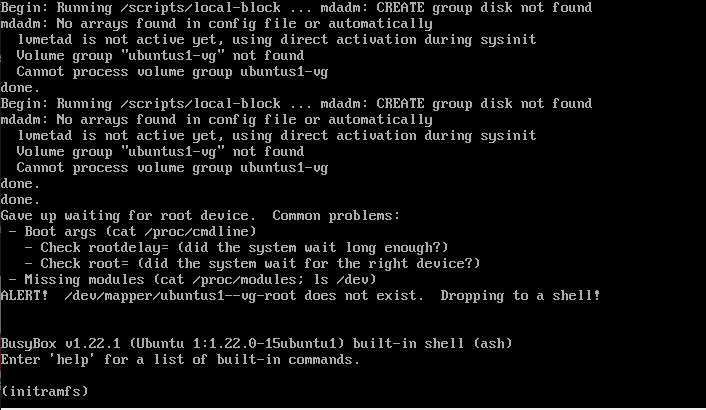 Begin: Running /scripts/local-block ... mdadm: CREATE group disk not found
mdadm: No arrays found in config file or automatically
  lvmetad is not active yet, using direct activation during sysinit
  Volume group "ubuntus1-vg" not found
  Cannot process volume group ubuntus1-vg
done.
Begin: Running /scripts/local-block ... mdadm: CREATE group disk not found
mdadm: No arrays found in config file or automatically
  lvmetad is not active yet, using direct activation during sysinit
  Volume group "ubuntus1-vg" not found
  Cannot process volume group ubuntus1-vg
done.
done.
Gave up waiting for root device.  Common problems:
 - Boot args (cat /proc/cmdline)
   - Check rootdelay= (did the system wait long enough?)
   - Check root= (did the system wait for the right device?)
 - Missing modules (cat /proc/modules; ls /dev)
ALERT!  /dev/mapper/ubuntus1--vg-root does not exist.  Dropping to a shell!
BusyBox v1.22.1 (Ubuntu 1:1.22.0-15ubuntu1) built-in shell (ash)
Enter 'help' for a list of built-in commands.
(initramfs)